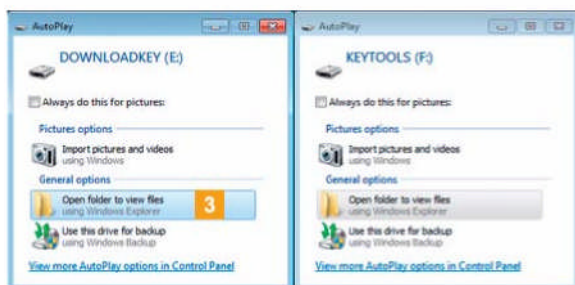 AutoPlay
DOWNLOADKEY (E:)
Always do this for pictures:
Pictures options
Import pictures and videos
using Windows
General options
Open folder to view files
using Windows Explorer
3
Use this drive for backup
using Windows Backup
View more AutoPlay options in Control Panel
AutoPlay
KEYTOOLS (F:)
Always do this for pictures:
Pictures options
Import pictures and videos
using Windows
General options
Open folder to view files
using Windows Explorer
Use this drive for backup
using Windows Backup
View more AutoPlay options in Control Panel